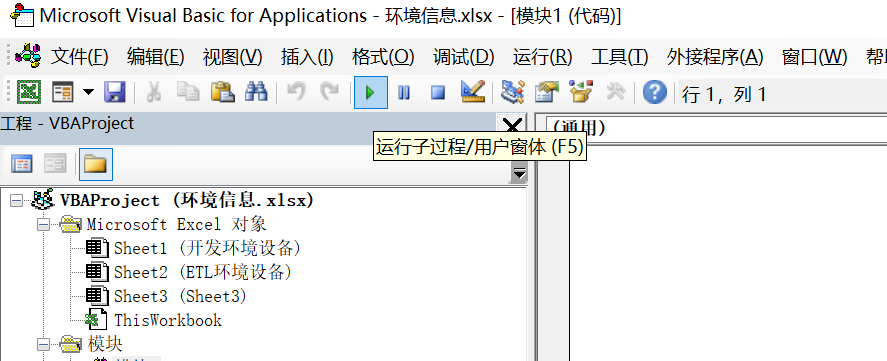 Microsoft Visual Basic for Applications - 环境信息.xlsx - [模块1 (代码)]
文件(F) 编辑(E) 视图(V) 插入(I) 格式(O) 调试(D) 运行(R) 工具(T) 外接程序(A) 窗口(W) 帮
行 1, 列 1
工程 - VBAProject
(通用)
运行子过程/用户窗体 (F5)
VBAProject (环境信息.xlsx)
Microsoft Excel 对象
Sheet1 (开发环境设备)
Sheet2 (ETL环境设备)
Sheet3 (Sheet3)
ThisWorkbook
模块